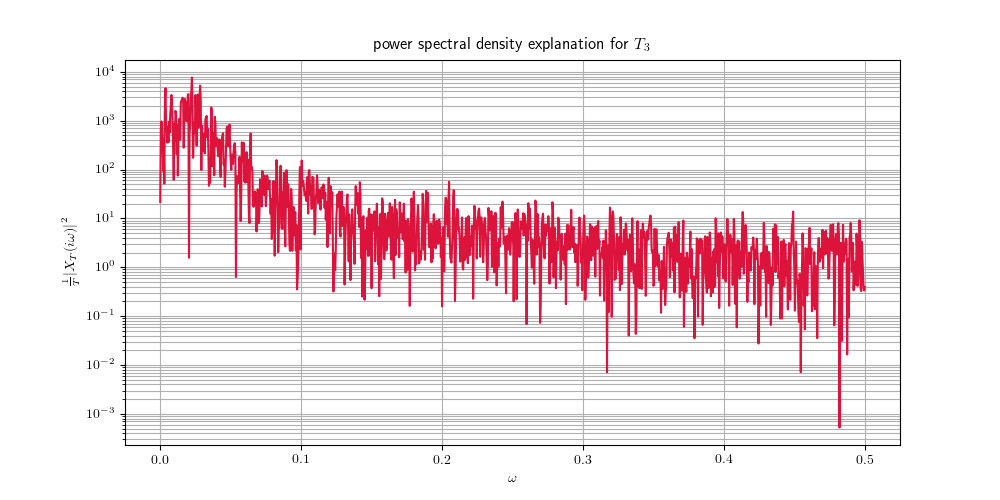 power spectral density explanation for $T_3$
$\frac{1}{T}|X_T(i\omega)|^2$
$10^4$
$10^3$
$10^2$
$10^1$
$10^0$
$10^{-1}$
$10^{-2}$
$10^{-3}$
0.0 0.1 0.2 0.3 0.4 0.5
$\omega$